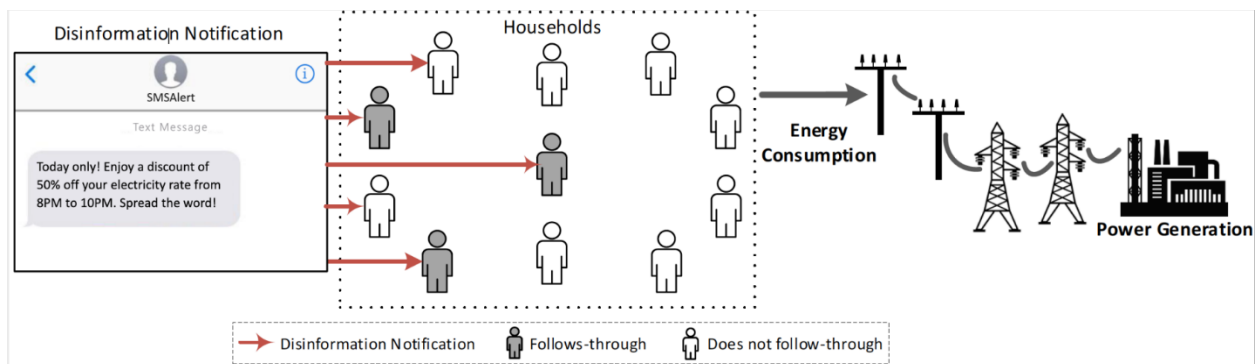 Disinformation Notification
SMSAlert
Text Message
Today only! Enjoy a discount of
50% off your electricity rate from
8PM to 10PM. Spread the word!
Households
Energy
Consumption
Power Generation
Disinformation Notification
Follows-through
Does not follow-through